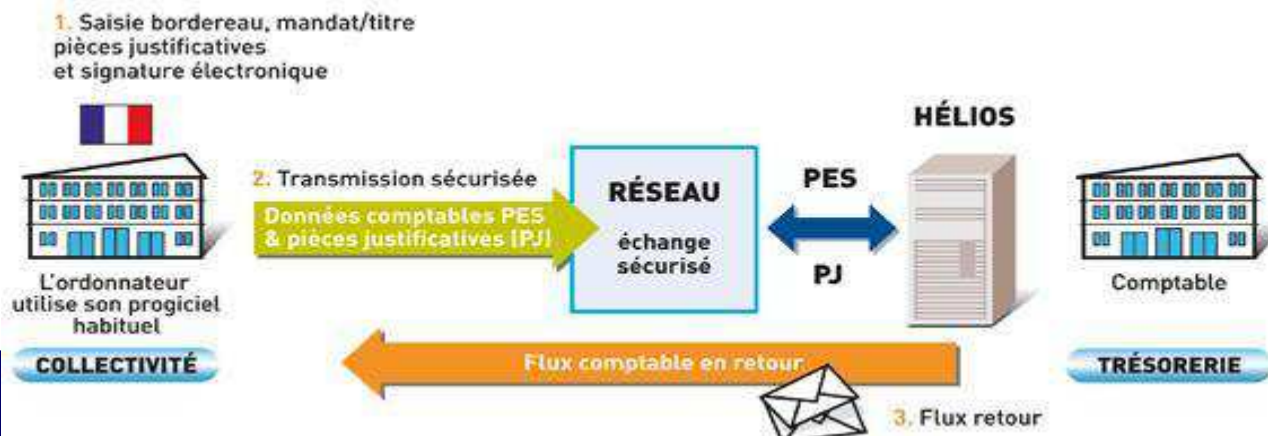 1. Saisie bordereau, mandat/titre
pièces justificatives
et signature électronique
HÉLIOS
2. Transmission sécurisée
Données comptables PES
& pièces justificatives (PJ)
RÉSEAU
échange
sécurisé
PES
PJ
L'ordonnateur
utilise son progiciel
habituel
Comptable
COLLECTIVITÉ
Flux comptable en retour
TRÉSORERIE
3. Flux retour